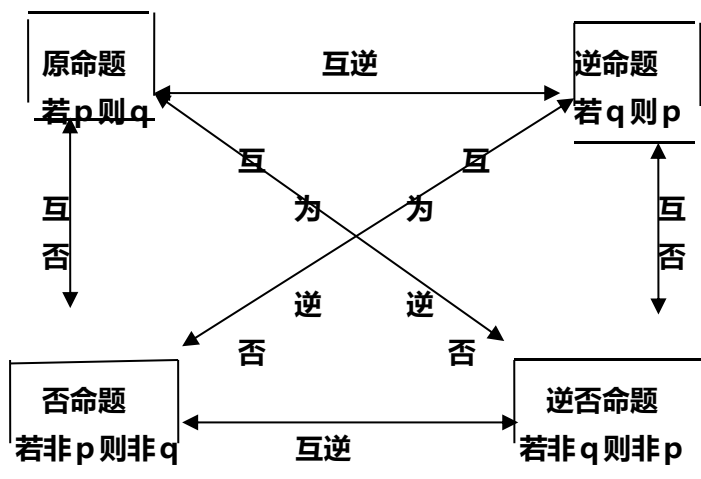 原命题 互逆 逆命题
若p则q 若q则p
互 互
互 为 为 互
否 否
逆 逆
否 否
否命题 逆否命题
若非p则非q 互逆 若非q则非p